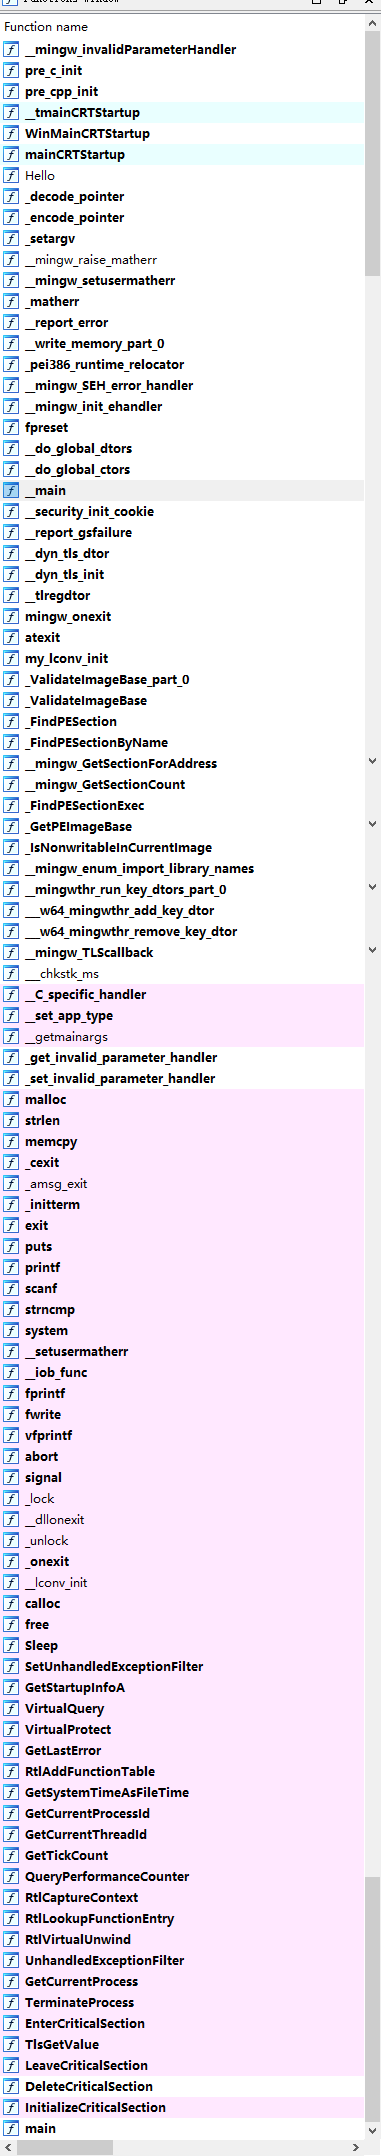 Functions window
Function name
__mingw_invalidParameterHandler
pre_c_init
pre_cpp_init
__tmainCRTStartup
WinMainCRTStartup
mainCRTStartup
Hello
_decode_pointer
_encode_pointer
_setargv
__mingw_raise_matherr
__mingw_setusermatherr
_matherr
__report_error
__write_memory_part_0
_pei386_runtime_relocator
__mingw_SEH_error_handler
__mingw_init_ehandler
fpreset
__do_global_dtors
__do_global_ctors
__main
__security_init_cookie
__report_gsfailure
__dyn_tls_dtor
__dyn_tls_init
__tlregdtor
mingw_onexit
atexit
my_lconv_init
_ValidateImageBase_part_0
_ValidateImageBase
_FindPESection
_FindPESectionByName
__mingw_GetSectionForAddress
__mingw_GetSectionCount
_FindPESectionExec
_GetPEImageBase
_IsNonwritableInCurrentImage
__mingw_enum_import_library_names
__mingwthr_run_key_dtors_part_0
___w64_mingwthr_add_key_dtor
___w64_mingwthr_remove_key_dtor
__mingw_TLScallback
___chkstk_ms
__C_specific_handler
__set_app_type
__getmainargs
_get_invalid_parameter_handler
_set_invalid_parameter_handler
malloc
strlen
memcpy
_cexit
_amsg_exit
_initterm
exit
puts
printf
scanf
strncmp
system
__setusermatherr
__iob_func
fprintf
fwrite
vfprintf
abort
signal
_lock
__dllonexit
_unlock
_onexit
__lconv_init
calloc
free
Sleep
SetUnhandledExceptionFilter
GetStartupInfoA
VirtualQuery
VirtualProtect
GetLastError
RtlAddFunctionTable
GetSystemTimeAsFileTime
GetCurrentProcessId
GetCurrentThreadId
GetTickCount
QueryPerformanceCounter
RtlCaptureContext
RtlLookupFunctionEntry
RtlVirtualUnwind
UnhandledExceptionFilter
GetCurrentProcess
TerminateProcess
EnterCriticalSection
TlsGetValue
LeaveCriticalSection
DeleteCriticalSection
InitializeCriticalSection
main